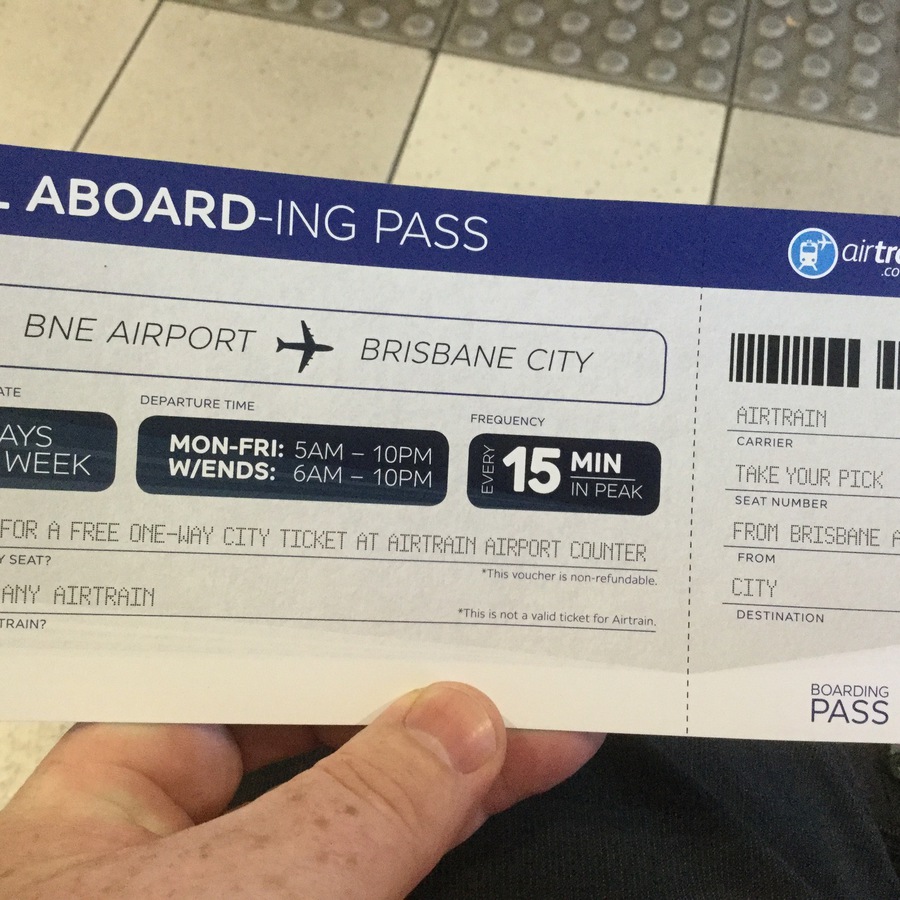 ABOARD-ING PASS
airtra
.co
BNE AIRPORT BRISBANE CITY
ATE
AYS
WEEK
DEPARTURE TIME
MON-FRI: 5AM – 10PM
W/ENDS: 6AM – 10PM
FREQUENCY
EVERY 15 MIN
IN PEAK
FOR A FREE ONE-WAY CITY TICKET AT AIRTRAIN AIRPORT COUNTER
Y SEAT?
*This voucher is non-refundable.
ANY AIRTRAIN
TRAIN?
*This is not a valid ticket for Airtrain.
AIRTRAIN
CARRIER
TAKE YOUR PICK
SEAT NUMBER
FROM BRISBANE A
FROM
CITY
DESTINATION
BOARDING
PASS